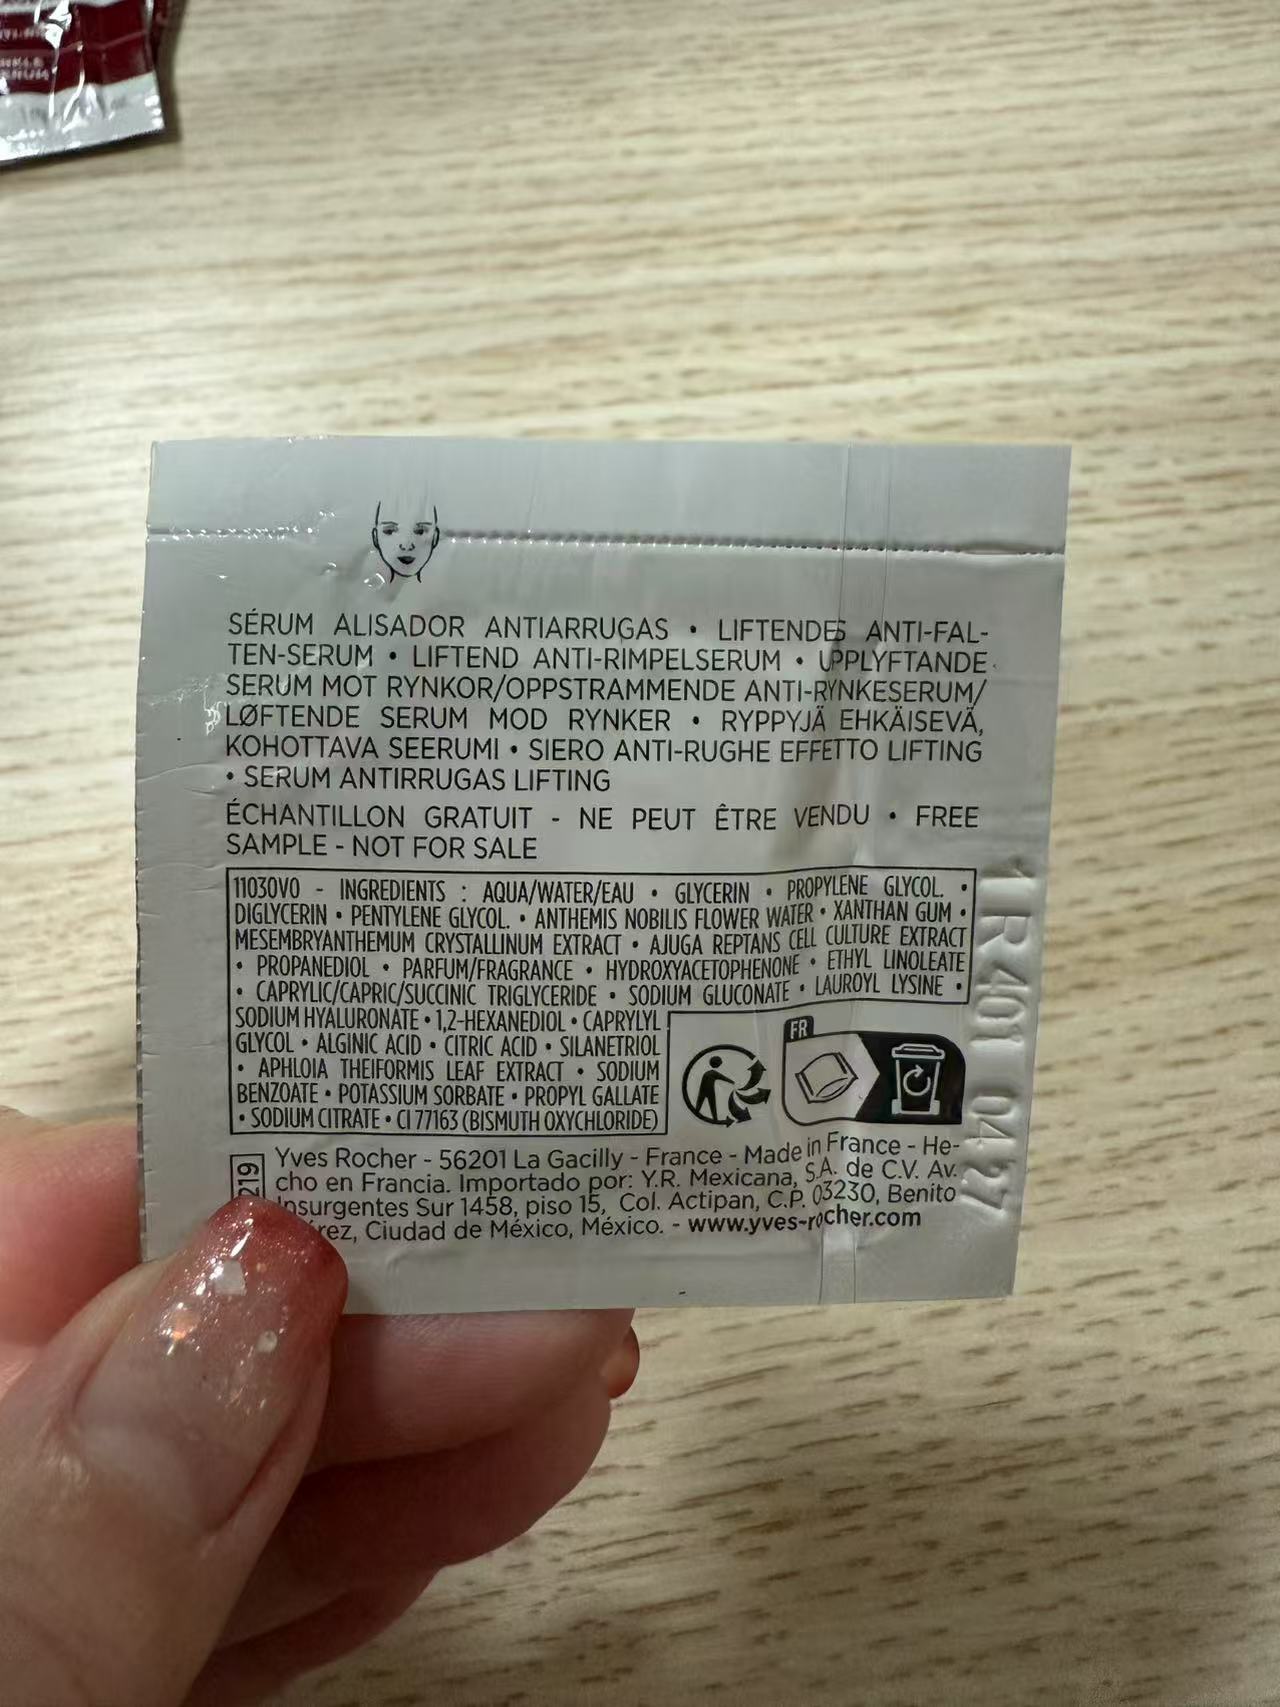 SÉRUM ALISADOR ANTIARRUGAS • LIFTENDES ANTI-FAL-
TEN-SERUM • LIFTEND ANTI-RIMPELSERUM • UPPLYFTANDE
SERUM MOT RYNKOR/OPPSTRAMMENDE ANTI-RYNKESERUM/
LØFTENDE SERUM MOD RYNKER • RYPPYJÄ EHKÄISEVÄ,
KOHOTTAVA SEERUMI • SIERO ANTI-RUGHE EFFETTO LIFTING
• SERUM ANTIRRUGAS LIFTING
ÉCHANTILLON GRATUIT - NE PEUT ÊTRE VENDU • FREE
SAMPLE - NOT FOR SALE
11030V0 - INGREDIENTS : AQUA/WATER/EAU • GLYCERIN • PROPYLENE GLYCOL. •
DIGLYCERIN • PENTYLENE GLYCOL. • ANTHEMIS NOBILIS FLOWER WATER • XANTHAN GUM •
MESEMBRYANTHEMUM CRYSTALLINUM EXTRACT • AJUGA REPTANS CELL CULTURE EXTRACT
• PROPANEDIOL • PARFUM/FRAGRANCE • HYDROXYACETOPHENONE • ETHYL LINOLEATE
• CAPRYLIC/CAPRIC/SUCCINIC TRIGLYCERIDE • SODIUM GLUCONATE • LAUROYL LYSINE •
SODIUM HYALURONATE • 1,2-HEXANEDIOL • CAPRYLYL
GLYCOL • ALGINIC ACID • CITRIC ACID • SILANETRIOL
• APHLOIA THEIFORMIS LEAF EXTRACT • SODIUM
BENZOATE • POTASSIUM SORBATE • PROPYL GALLATE
• SODIUM CITRATE • CI 77163 (BISMUTH OXYCHLORIDE)
FR
Yves Rocher - 56201 La Gacilly - France - Made in France - He-
cho en Francia. Importado por: Y.R. Mexicana, S.A. de C.V. Av.
Insurgentes Sur 1458, piso 15, Col. Actipan, C.P. 03230, Benito
rez, Ciudad de México, México. - www.yves-rocher.com
219
R401 04 27